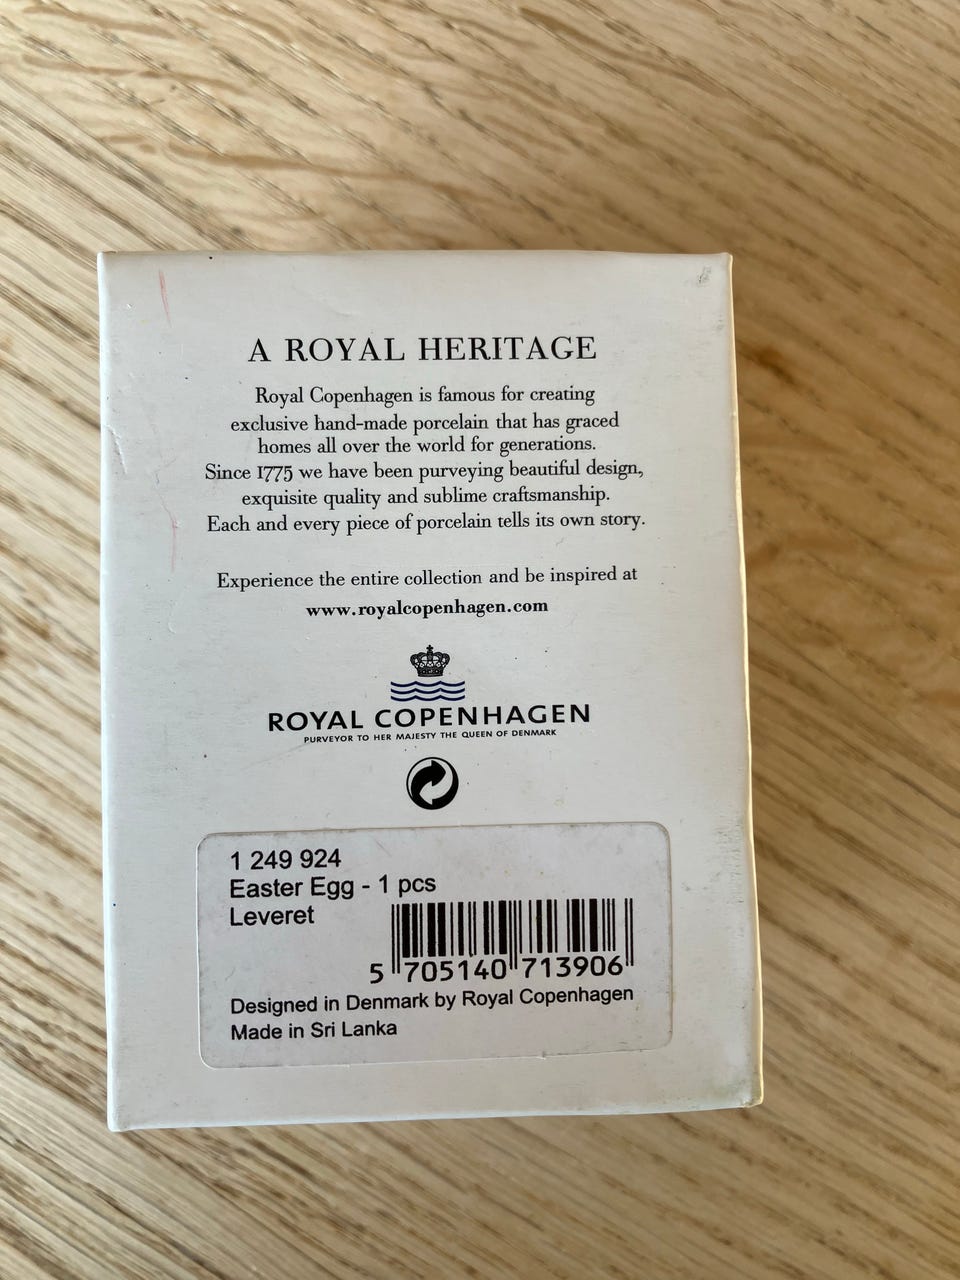 A ROYAL HERITAGE
Royal Copenhagen is famous for creating
exclusive hand-made porcelain that has graced
homes all over the world for generations.
Since 1775 we have been purveying beautiful design,
exquisite quality and sublime craftsmanship.
Each and every piece of porcelain tells its own story.
Experience the entire collection and be inspired at
www.royalcopenhagen.com
ROYAL COPENHAGEN
PURVEYOR TO HER MAJESTY THE QUEEN OF DENMARK
1 249 924
Easter Egg - 1 pcs
Leveret
5 705140 713906
Designed in Denmark by Royal Copenhagen
Made in Sri Lanka